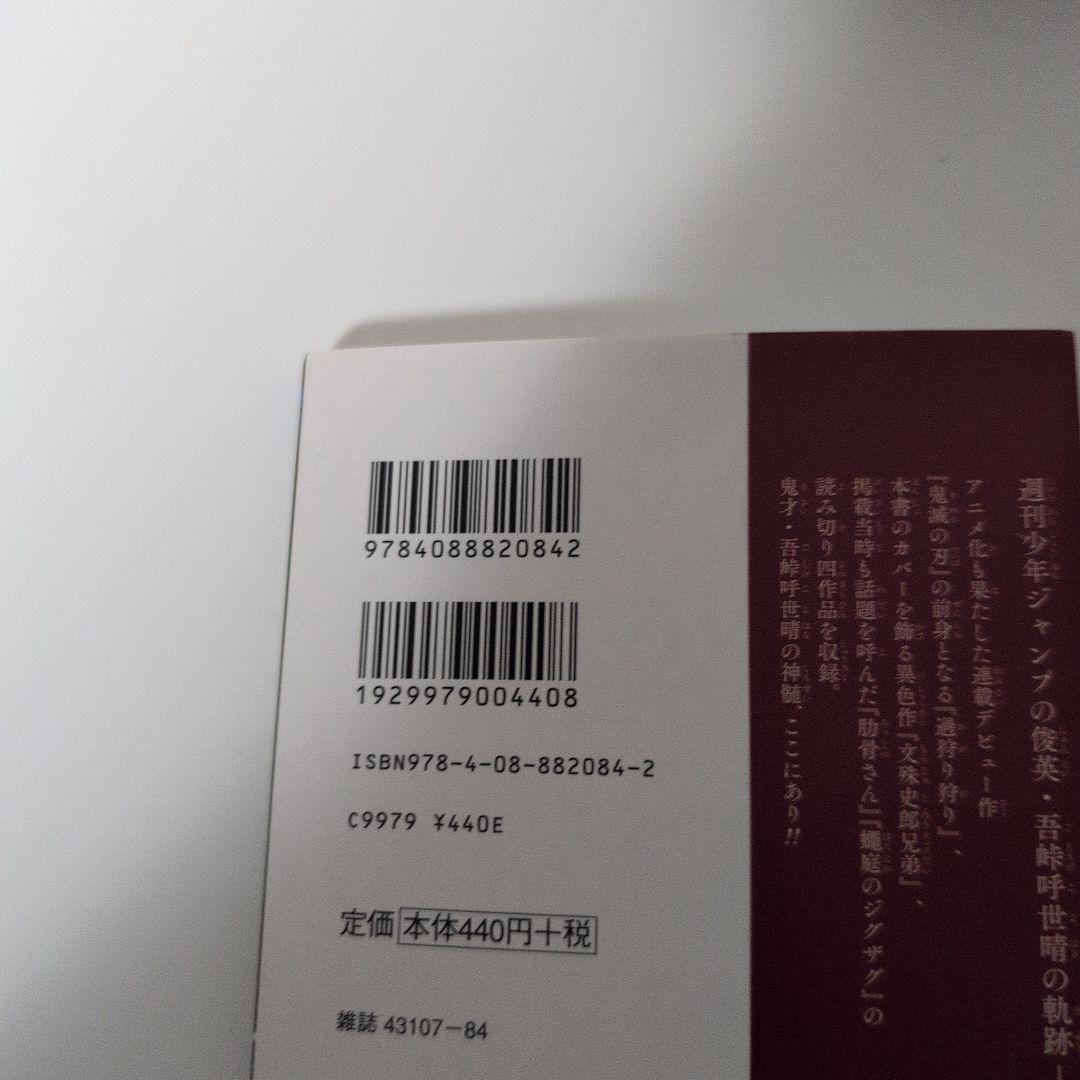 9784088820842
1929979004408
ISBN978-4-08-882084-2
C9979 ¥440E
定価 本体440円+税
雑誌 43107-84
週刊少年ジャンプの俊英・吾峠呼世晴の軌跡
アニメ化も果たした連載デビュー作
『鬼滅の刃』の前身となる『過狩り狩り』、
本書のカバーを飾る異色作『文殊史郎兄弟』、
掲載当時も話題を呼んだ『肋骨さん』『蠅庭のジグザグ』の
読み切り四作品を収録。
鬼才・吾峠呼世晴の神髄、ここにあり!!